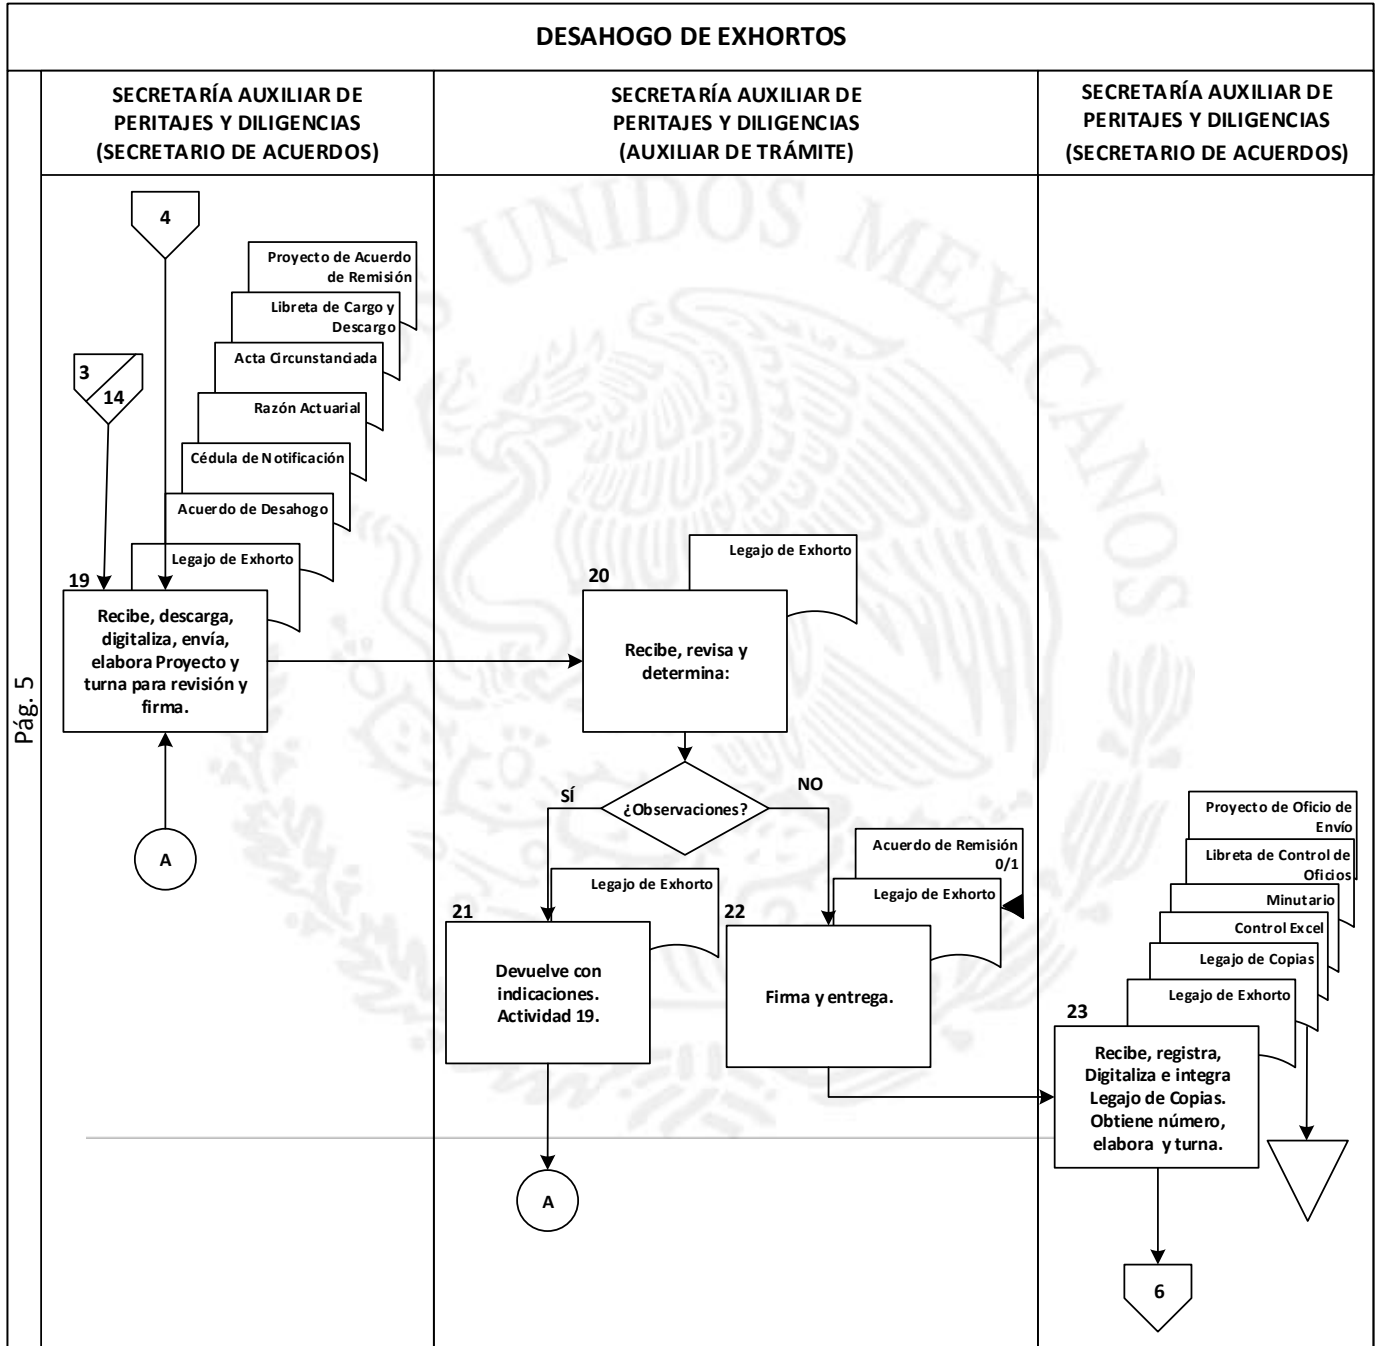 DESAHOGO DE EXHORTOS
SECRETARÍA AUXILIAR DE
PERITAJES Y DILIGENCIAS
(SECRETARIO DE ACUERDOS)
SECRETARÍA AUXILIAR DE
PERITAJES Y DILIGENCIAS
(AUXILIAR DE TRÁMITE)
SECRETARÍA AUXILIAR DE
PERITAJES Y DILIGENCIAS
(SECRETARIO DE ACUERDOS)
Pág. 5
4
3
14
Proyecto de Acuerdo
de Remisión
Libreta de Cargo y
Descargo
Acta Circunstanciada
Razón Actuarial
Cédula de Notificación
Acuerdo de Desahogo
Legajo de Exhorto
19
Recibe, descarga,
digitaliza, envía,
elabora Proyecto y
turna para revisión y
firma.
A
Legajo de Exhorto
20
Recibe, revisa y
determina:
¿Observaciones?
SÍ
NO
Legajo de Exhorto
21
Devuelve con
indicaciones.
Actividad 19.
A
Acuerdo de Remisión
0/1
Legajo de Exhorto
22
Firma y entrega.
Proyecto de Oficio de
Envío
Libreta de Control de
Oficios
Minutario
Control Excel
Legajo de Copias
Legajo de Exhorto
23
Recibe, registra,
Digitaliza e integra
Legajo de Copias.
Obtiene número,
elabora y turna.
6
UNIDOS MEXICANOS